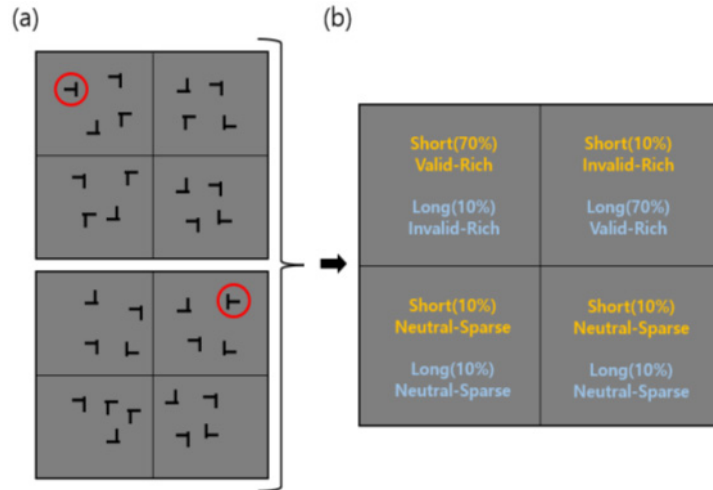 (a)
(b)
Short(70%)
Valid-Rich
Long(10%)
Invalid-Rich
Short(10%)
Invalid-Rich
Long(70%)
Valid-Rich
Short(10%)
Neutral-Sparse
Long(10%)
Neutral-Sparse
Short(10%)
Neutral-Sparse
Long(10%)
Neutral-Sparse